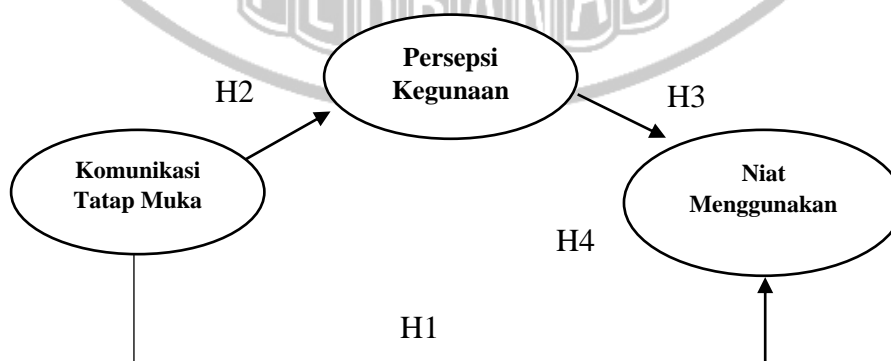 Persepsi
Kegunaan
H2
H3
Komunikasi
Tatap Muka
Niat
Menggunakan
H4
H1